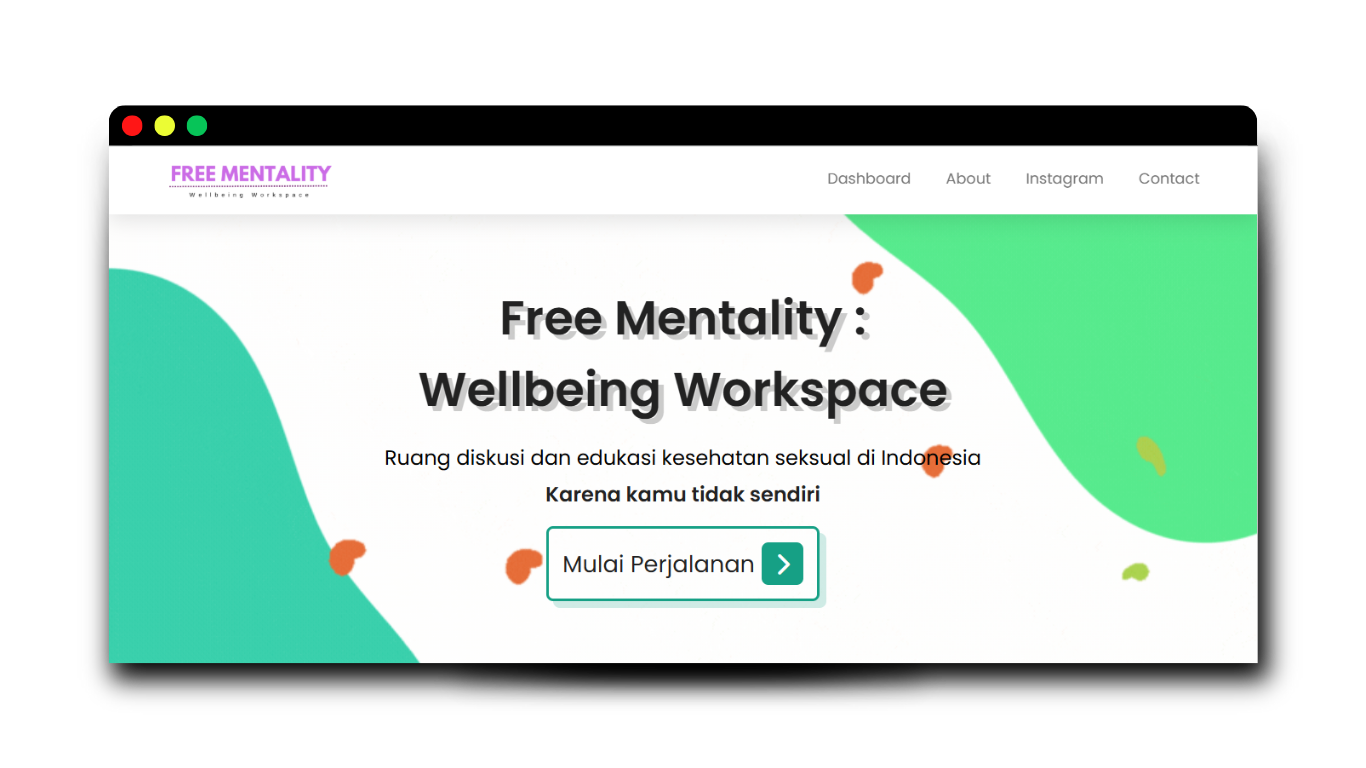 FREE MENTALITY
Wellbeing Workspace
Dashboard About Instagram Contact
Free Mentality :
Wellbeing Workspace
Ruang diskusi dan edukasi kesehatan seksual di Indonesia
Karena kamu tidak sendiri
Mulai Perjalanan